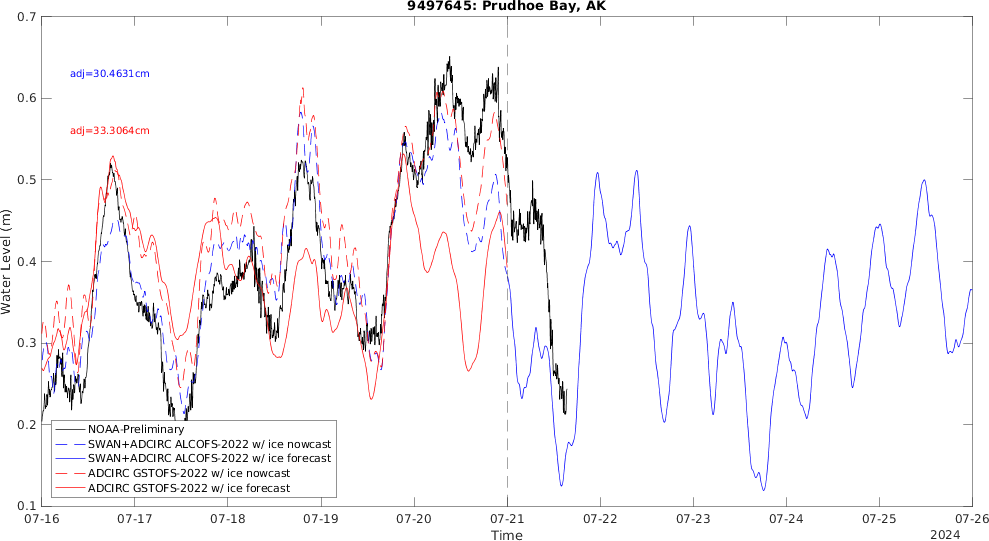 9497645: Prudhoe Bay, AK
0.7
0.6
0.5
0.4
0.3
0.2
0.1
Water Level (m)
adj=30.4631cm
adj=33.3064cm
NOAA-Preliminary
SWAN+ADCIRC ALCOFS-2022 w/ ice nowcast
SWAN+ADCIRC ALCOFS-2022 w/ ice forecast
ADCIRC GSTOFS-2022 w/ ice nowcast
ADCIRC GSTOFS-2022 w/ ice forecast
07-16 07-17 07-18 07-19 07-20 07-21 07-22 07-23 07-24 07-25 07-26
Time
2024